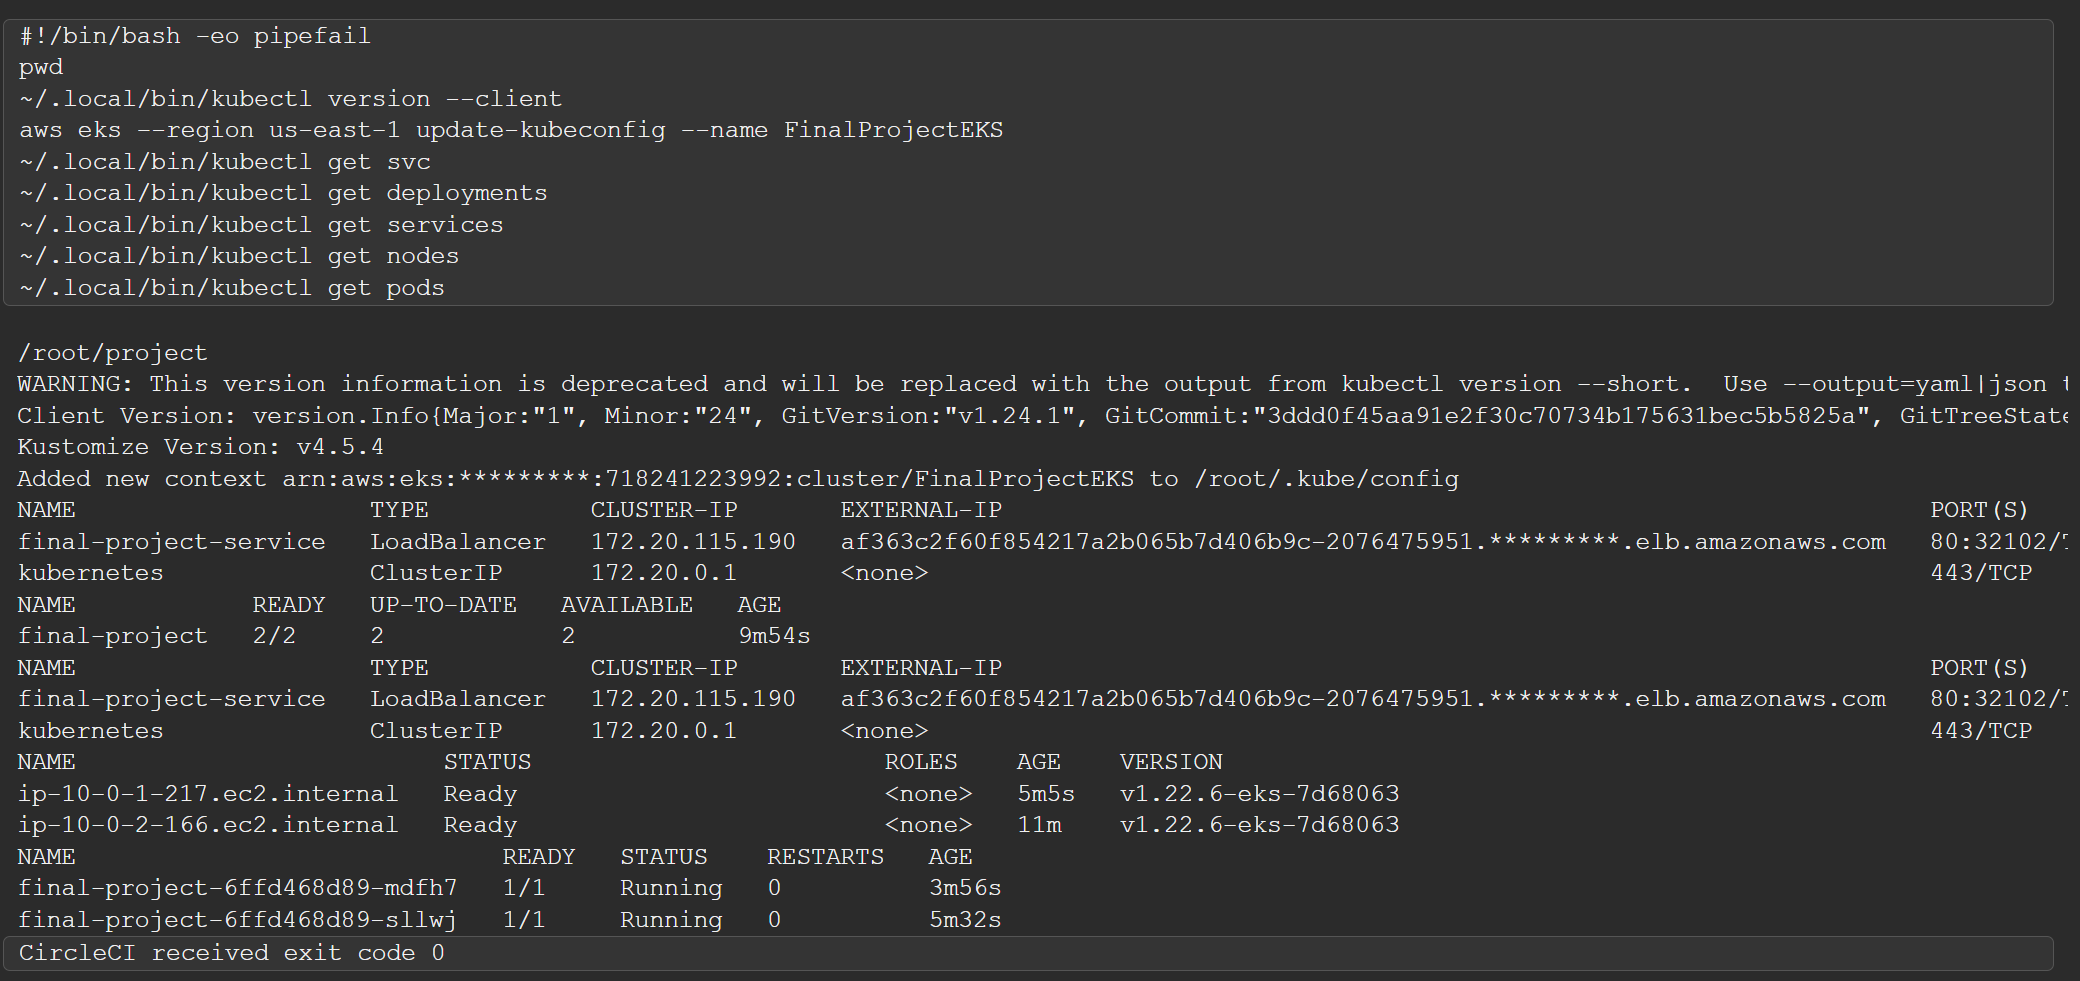 #!/bin/bash -eo pipefail
pwd
~/.local/bin/kubectl version --client
aws eks --region us-east-1 update-kubeconfig --name FinalProjectEKS
~/.local/bin/kubectl get svc
~/.local/bin/kubectl get deployments
~/.local/bin/kubectl get services
~/.local/bin/kubectl get nodes
~/.local/bin/kubectl get pods
/root/project
WARNING: This version information is deprecated and will be replaced with the output from kubectl version --short.  Use --output=yaml|json t
Client Version: version.Info{Major:"1", Minor:"24", GitVersion:"v1.24.1", GitCommit:"3ddd0f45aa91e2f30c70734b175631bec5b5825a", GitTreeState
Kustomize Version: v4.5.4
Added new context arn:aws:eks:*********:718241223992:cluster/FinalProjectEKS to /root/.kube/config
NAME                    TYPE           CLUSTER-IP       EXTERNAL-IP                                                               PORT(S)
final-project-service   LoadBalancer   172.20.115.190   af363c2f60f854217a2b065b7d406b9c-2076475951.*********.elb.amazonaws.com   80:32102/T
kubernetes              ClusterIP      172.20.0.1       <none>                                                                    443/TCP
NAME            READY   UP-TO-DATE   AVAILABLE   AGE
final-project   2/2     2            2           9m54s
NAME                    TYPE           CLUSTER-IP       EXTERNAL-IP                                                               PORT(S)
final-project-service   LoadBalancer   172.20.115.190   af363c2f60f854217a2b065b7d406b9c-2076475951.*********.elb.amazonaws.com   80:32102/T
kubernetes              ClusterIP      172.20.0.1       <none>                                                                    443/TCP
NAME                         STATUS                        ROLES    AGE    VERSION
ip-10-0-1-217.ec2.internal   Ready                         <none>   5m5s   v1.22.6-eks-7d68063
ip-10-0-2-166.ec2.internal   Ready                         <none>   11m    v1.22.6-eks-7d68063
NAME                             READY   STATUS    RESTARTS   AGE
final-project-6ffd468d89-mdfh7   1/1     Running   0          3m56s
final-project-6ffd468d89-sllwj   1/1     Running   0          5m32s
CircleCI received exit code 0